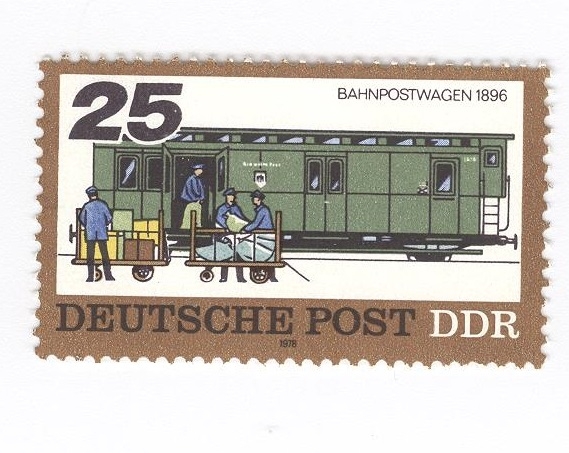 25
BAHNPOSTWAGEN 1896
DEUTSCHE POST DDR
1978